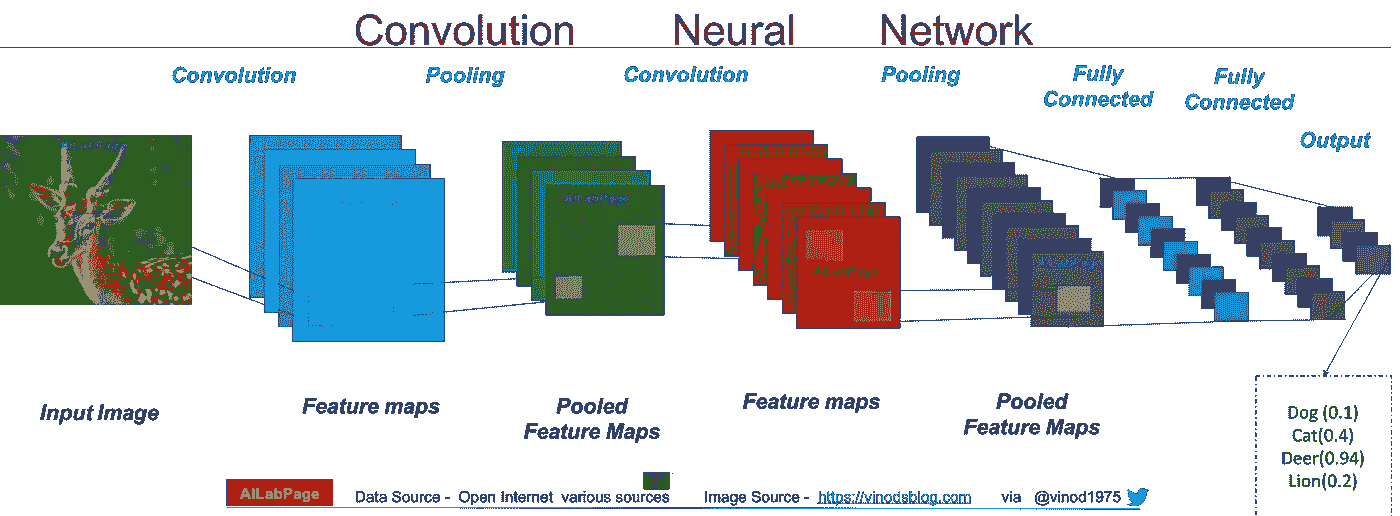 Convolution Neural Network
Convolution
Pooling
Convolution
Pooling
Fully
Connected
Fully
Connected
Output
AILabPage
AILabPage
AILabPage
AILabPage
Input Image
Feature maps
Pooled
Feature Maps
Feature maps
Pooled
Feature Maps
Dog (0.1)
Cat(0.4)
Deer(0.94)
Lion(0.2)
AILabPage
Data Source - Open Internet various sources
Image Source - https://vinodsblog.com
via @vinod1975